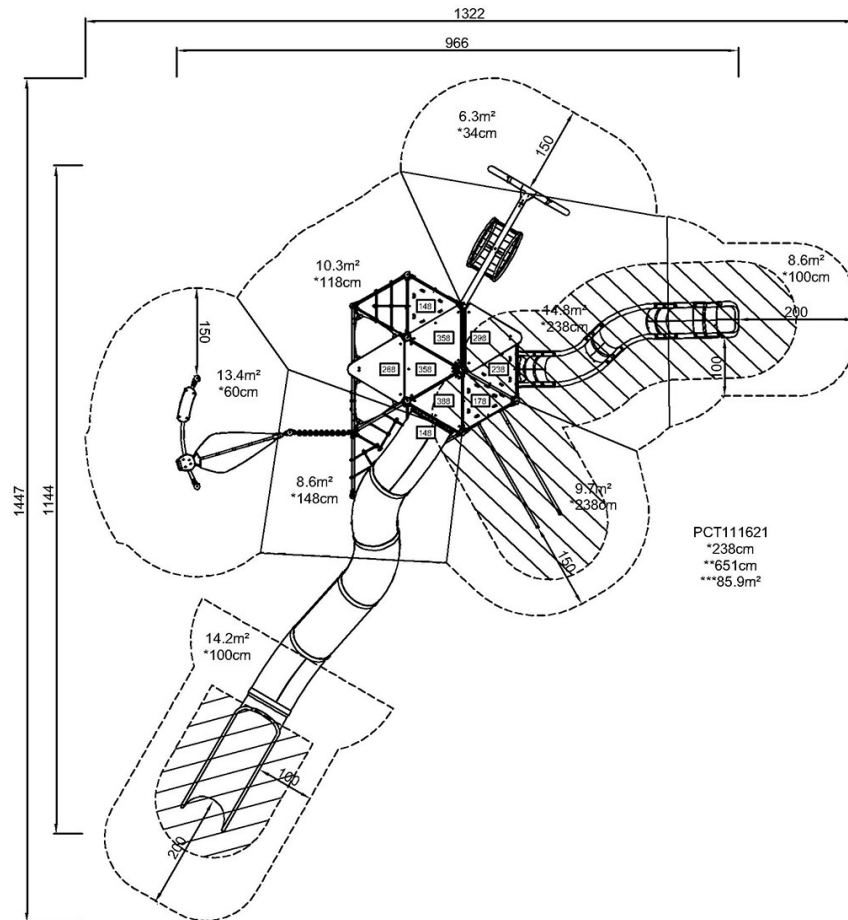 1322
966
6.3m²
*34cm
150
10.3m²
*118cm
8.6m²
*100cm
148
14.8m²
*238cm
200
358
298
150
13.4m²
*60cm
268
358
238
100
388
178
148
8.6m²
*148cm
9.7m²
*238cm
1447
1144
150
PCT111621
*238cm
**651cm
***85.9m²
14.2m²
*100cm
100
200